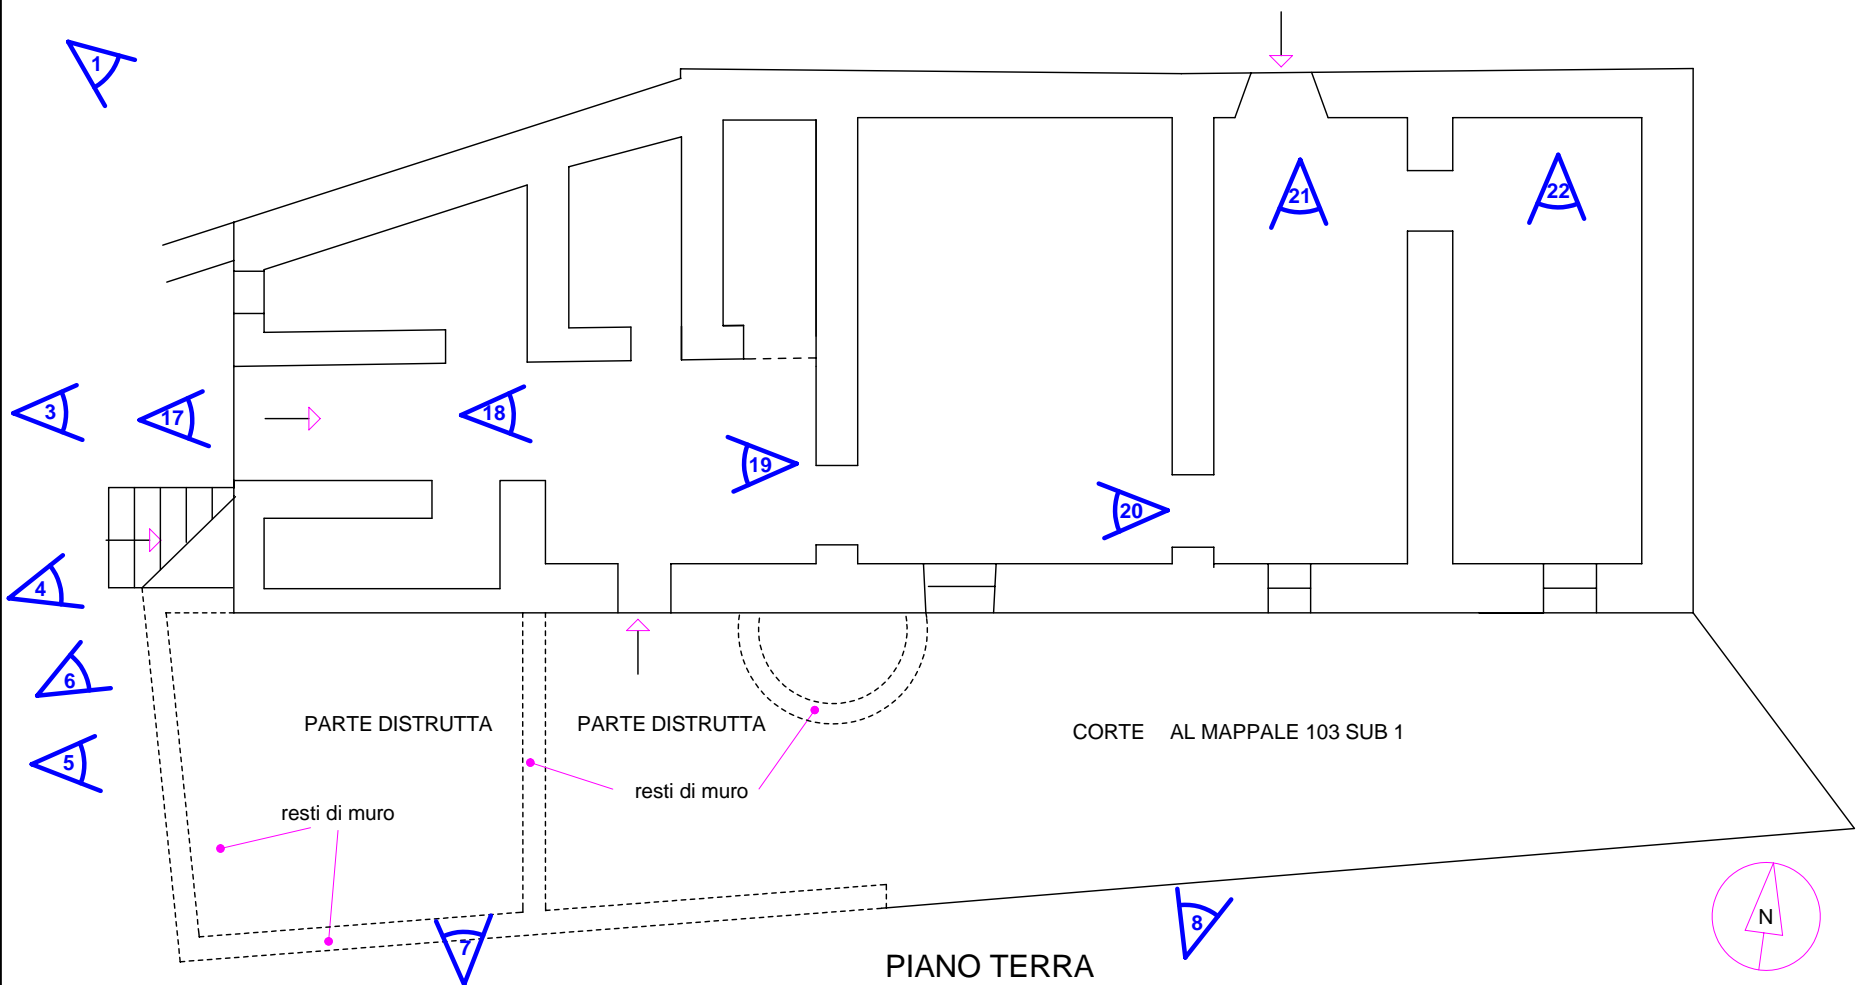 1
21
22
3
17
18
19
20
4
6
5
PARTE DISTRUTTA
PARTE DISTRUTTA
CORTE AL MAPPALE 103 SUB 1
resti di muro
resti di muro
7
8
N
PIANO TERRA